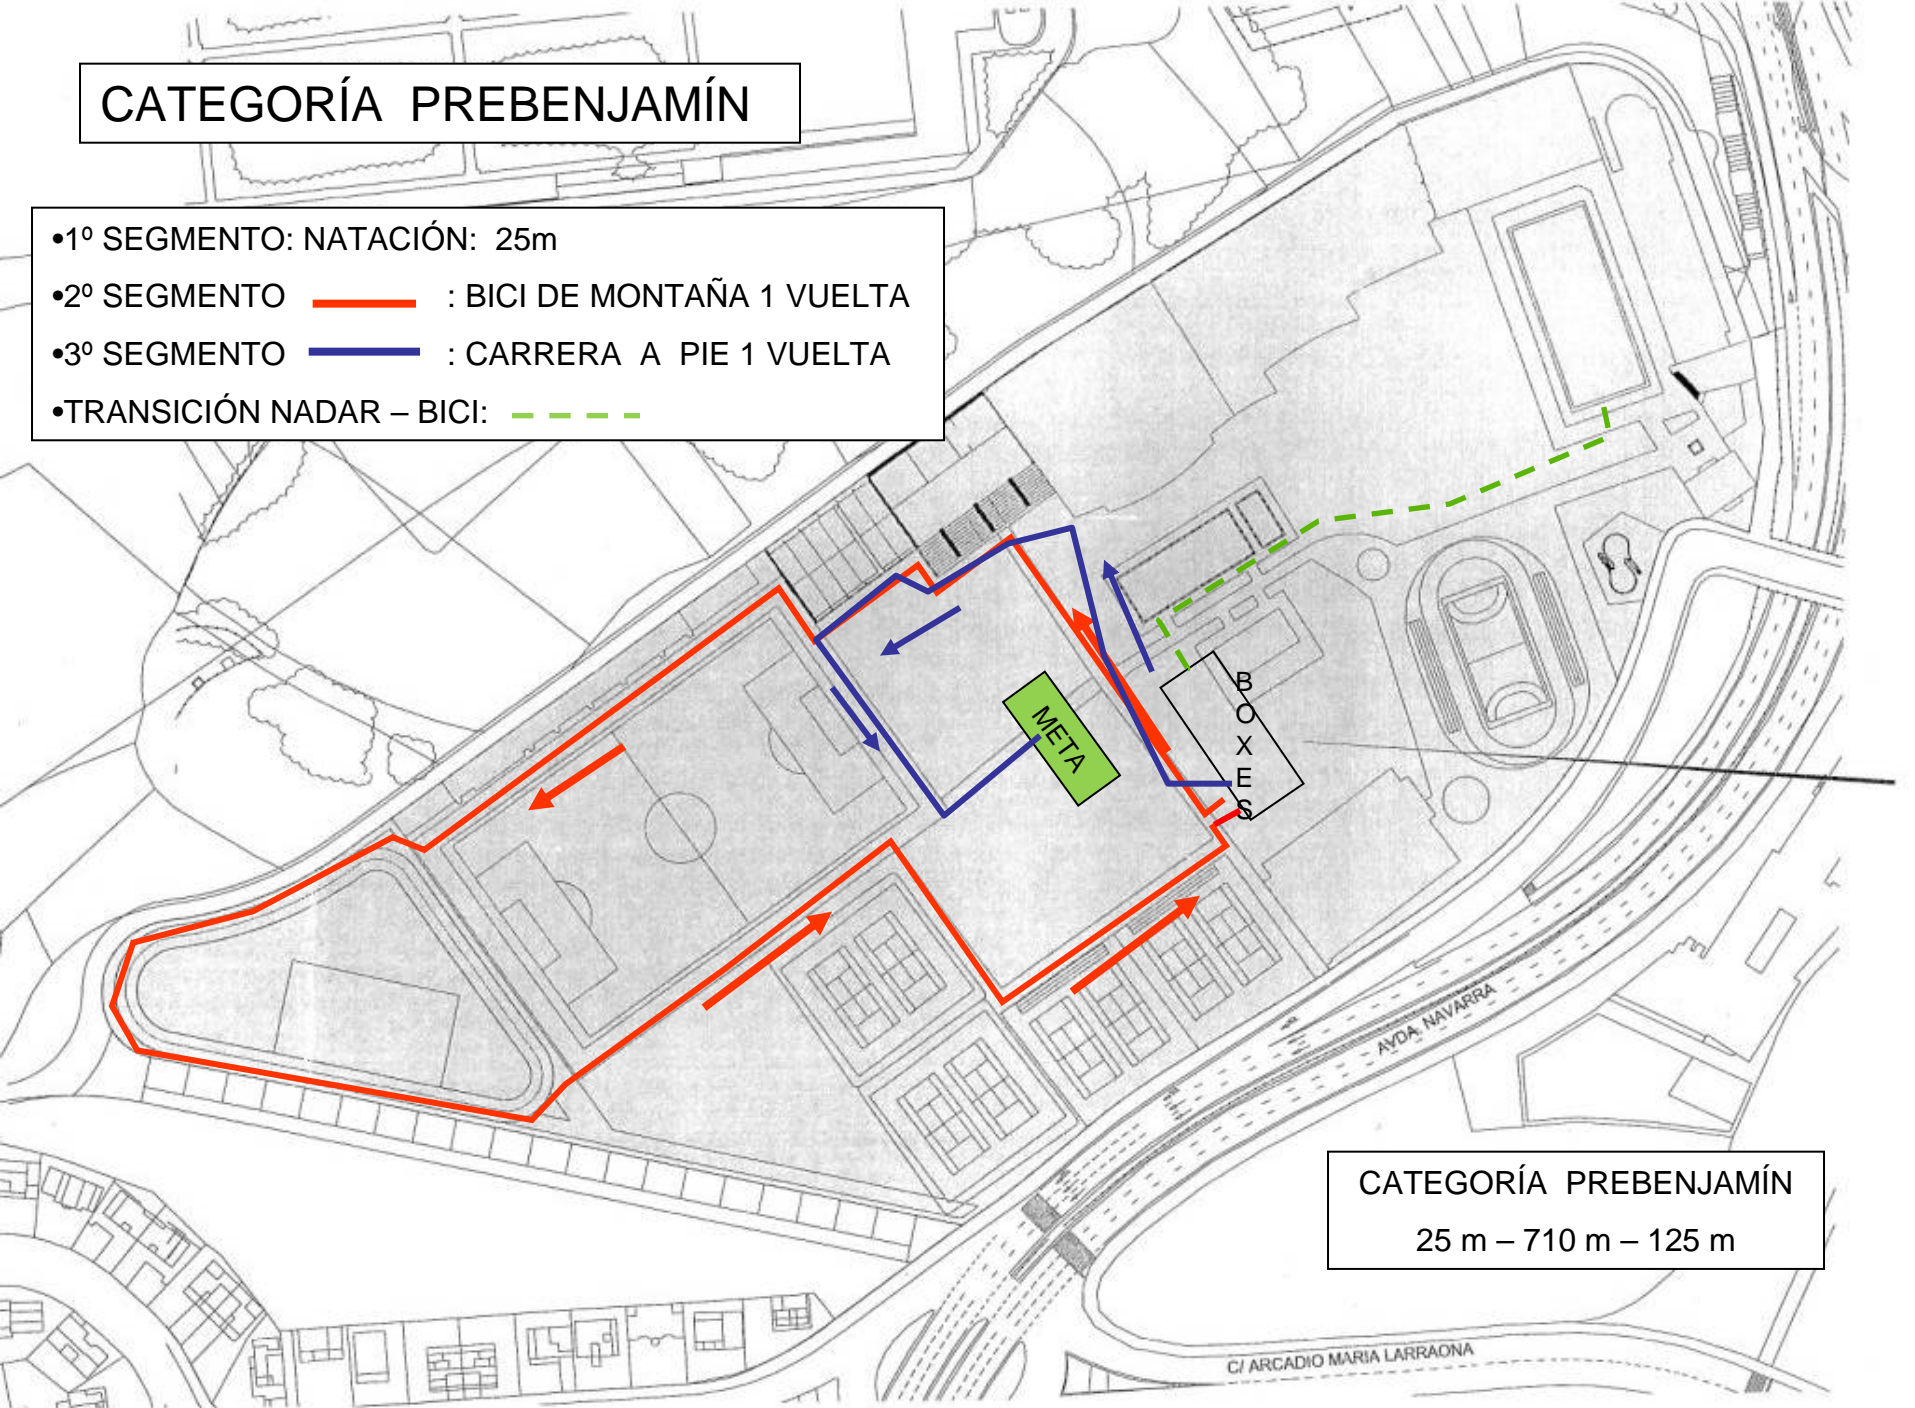 CATEGORÍA PREBENJAMÍN
•1º SEGMENTO: NATACIÓN: 25m
•2º SEGMENTO : BICI DE MONTAÑA 1 VUELTA
•3º SEGMENTO : CARRERA A PIE 1 VUELTA
•TRANSICIÓN NADAR – BICI:
BOXES
META
AVDA. NAVARRA
CATEGORÍA PREBENJAMÍN
25 m – 710 m – 125 m
C/ ARCADIO MARIA LARRAONA